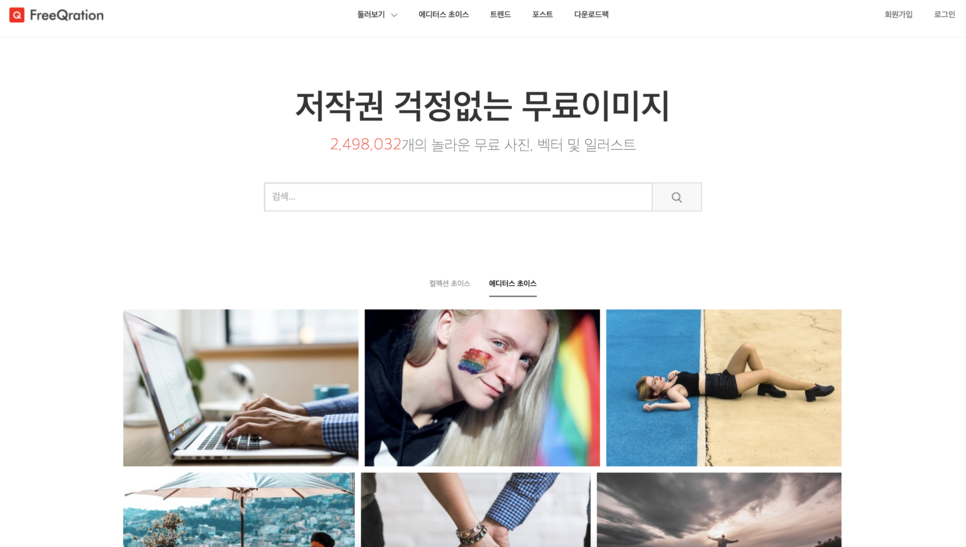 FreeQration
둘러보기 에디터스 초이스 트렌드 포스트 다운로드팩 회원가입 로그인
저작권 걱정없는 무료이미지
2,498,032개의 놀라운 무료 사진, 벡터 및 일러스트
검색...
컬렉션 초이스 에디터스 초이스